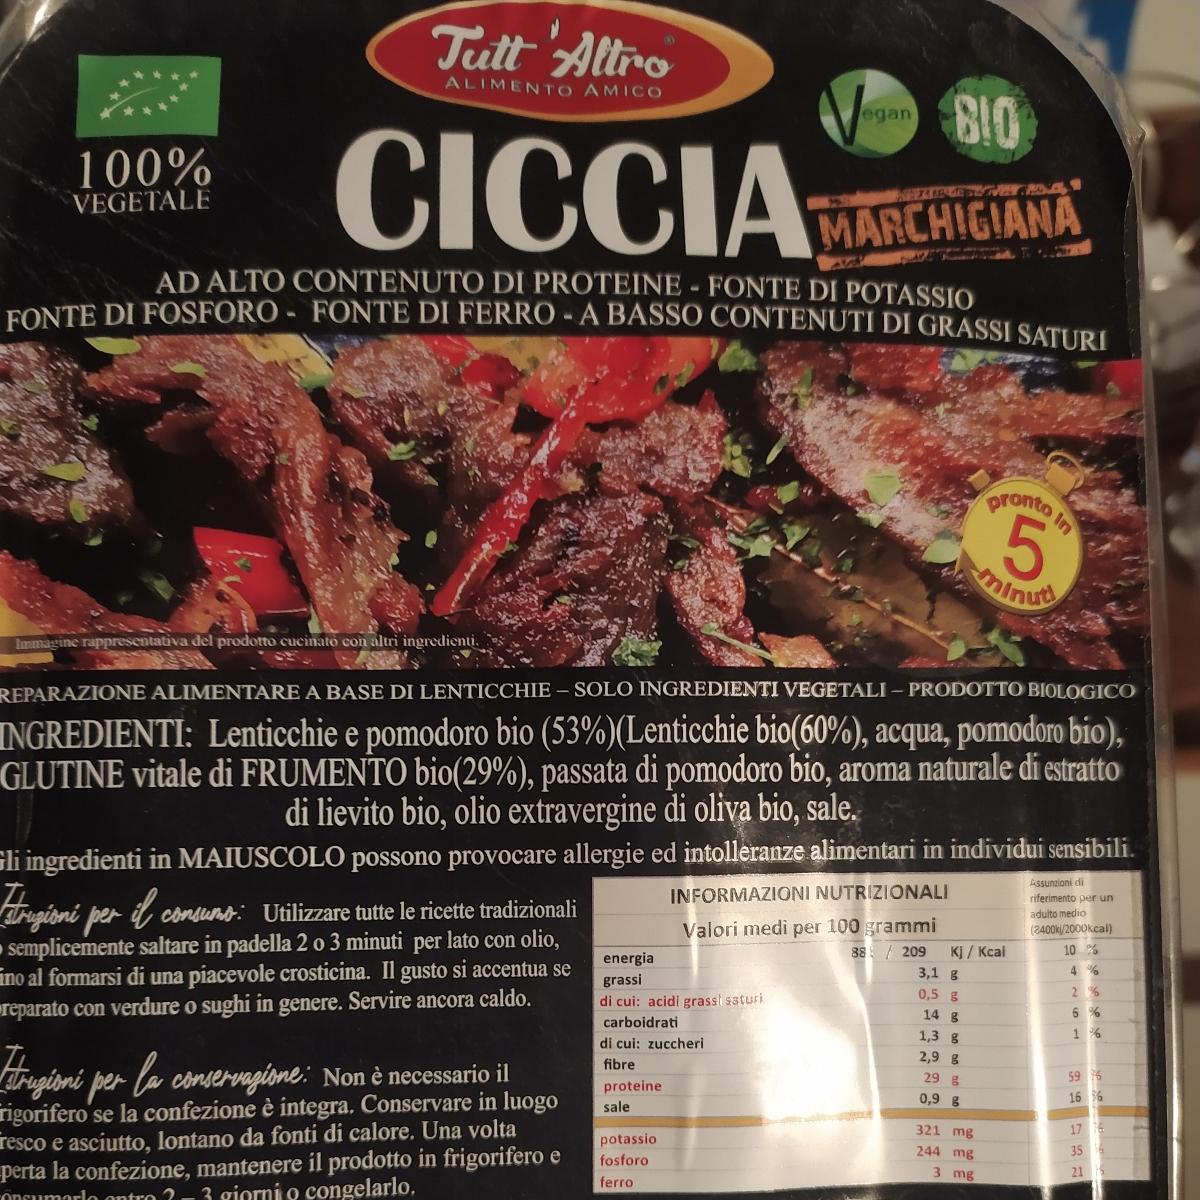 Tutt'Altro®
ALIMENTO AMICO
Vegan
BIO
100%
VEGETALE
CICCIA
MARCHIGIANA
AD ALTO CONTENUTO DI PROTEINE - FONTE DI POTASSIO
FONTE DI FOSFORO - FONTE DI FERRO - A BASSO CONTENUTI DI GRASSI SATURI
pronto in
5
minuti
Immagine rappresentativa del prodotto cucinato con altri ingredienti.
REPARAZIONE ALIMENTARE A BASE DI LENTICCHIE – SOLO INGREDIENTI VEGETALI – PRODOTTO BIOLOGICO
INGREDIENTI: Lenticchie e pomodoro bio (53%)(Lenticchie bio(60%), acqua, pomodoro bio),
GLUTINE vitale di FRUMENTO bio(29%), passata di pomodoro bio, aroma naturale di estratto
di lievito bio, olio extravergine di oliva bio, sale.
Gli ingredienti in MAIUSCOLO possono provocare allergie ed intolleranze alimentari in individui sensibili.
Istruzioni per il consumo: Utilizzare tutte le ricette tradizionali
o semplicemente saltare in padella 2 o 3 minuti per lato con olio,
ino al formarsi di una piacevole crosticina. Il gusto si accentua se
reparato con verdure o sughi in genere. Servire ancora caldo.
Istruzioni per la conservazione: Non è necessario il
rigorifero se la confezione è integra. Conservare in luogo
resco e asciutto, lontano da fonti di calore. Una volta
perta la confezione, mantenere il prodotto in frigorifero e
onsumarlo entro 2 – 3 giorni o congelarlo.
INFORMAZIONI NUTRIZIONALI
Valori medi per 100 grammi
Assunzioni di
riferimento per un
adulto medio
(8400kj/2000kcal)
energia / 209 Kj / Kcal 10 %
grassi 3,1 g 4 %
di cui: acidi grassi saturi 0,5 g 2 %
carboidrati 14 g 6 %
di cui: zuccheri 1,3 g 1 %
fibre 2,9 g
proteine 29 g 59 %
sale 0,9 g 16 %
potassio 321 mg 17 %
fosforo 244 mg 35 %
ferro 3 mg 21 %